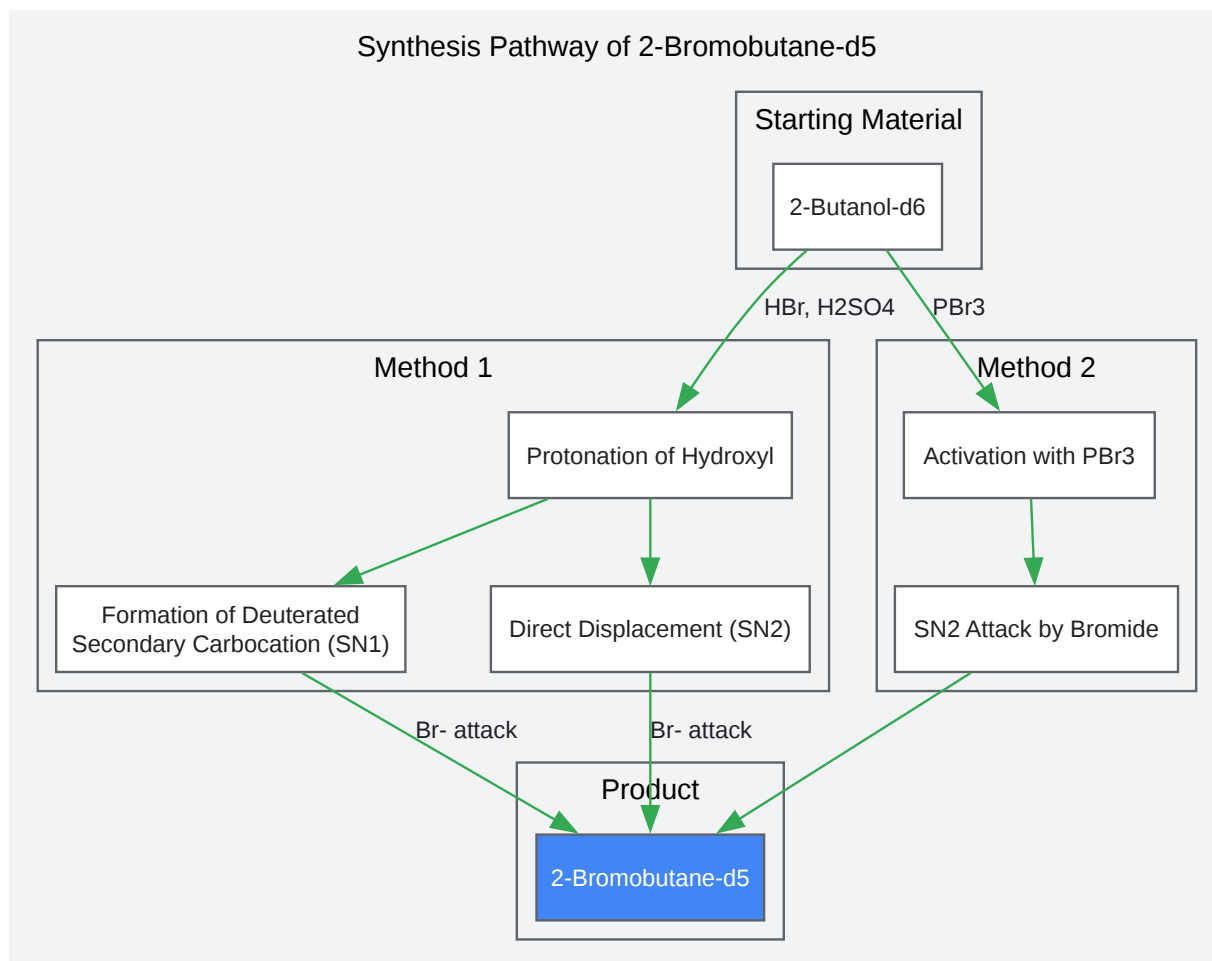 Synthesis Pathway of 2-Bromobutane-d5
Starting Material
2-Butanol-d6
HBr, H2SO4
PBr3
Method 1
Method 2
Protonation of Hydroxyl
Activation with PBr3
Formation of Deuterated
Secondary Carbocation (SN1)
Direct Displacement (SN2)
SN2 Attack by Bromide
Br- attack
Br- attack
Product
2-Bromobutane-d5